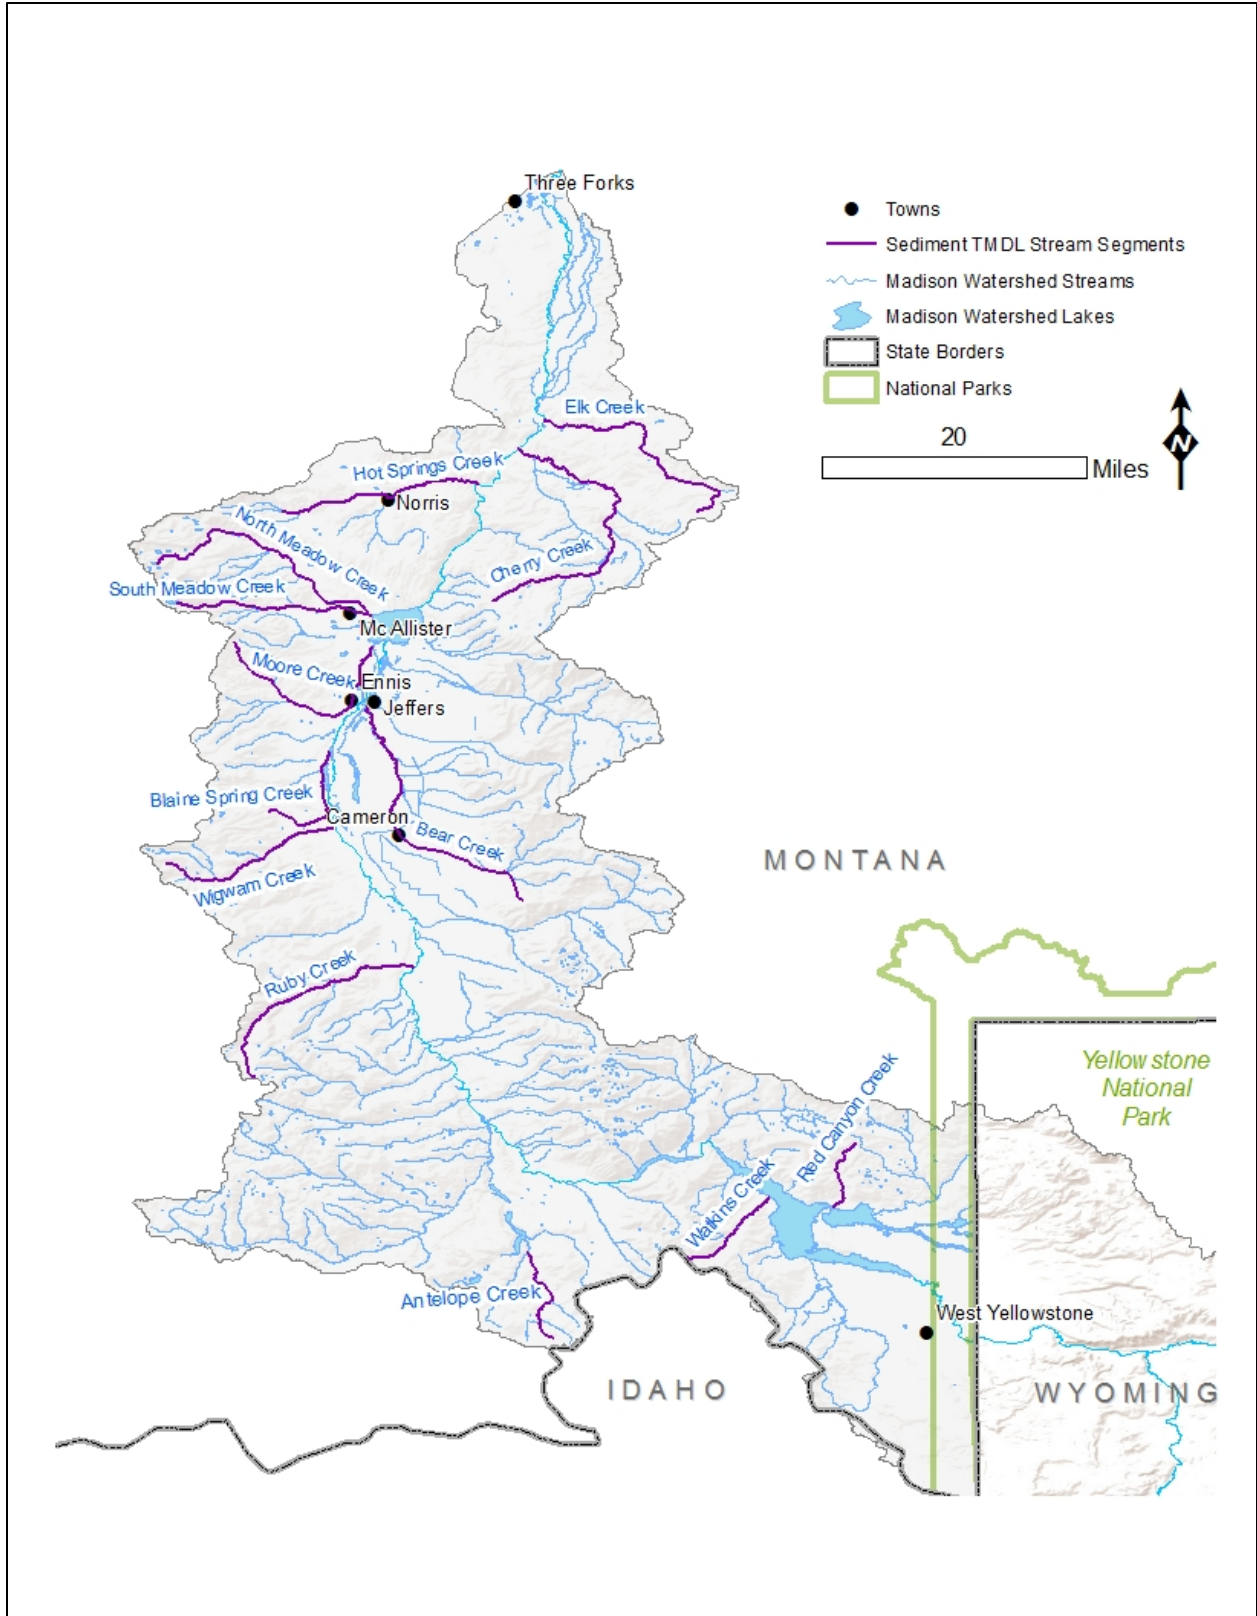 Three Forks
Towns
Sediment TMDL Stream Segments
Madison Watershed Streams
Madison Watershed Lakes
State Borders
National Parks
20
Miles
N
Elk Creek
Hot Springs Creek
Norris
North Meadow Creek
Cherry Creek
South Meadow Creek
Mc Allister
Moore Creek
Ennis
Jeffers
Blaine Spring Creek
Cameron
Bear Creek
Wigwam Creek
MONTANA
Ruby Creek
Yellowstone
National
Park
Red Canyon Creek
Watkins Creek
Antelope Creek
West Yellowstone
IDAHO
WYOMING